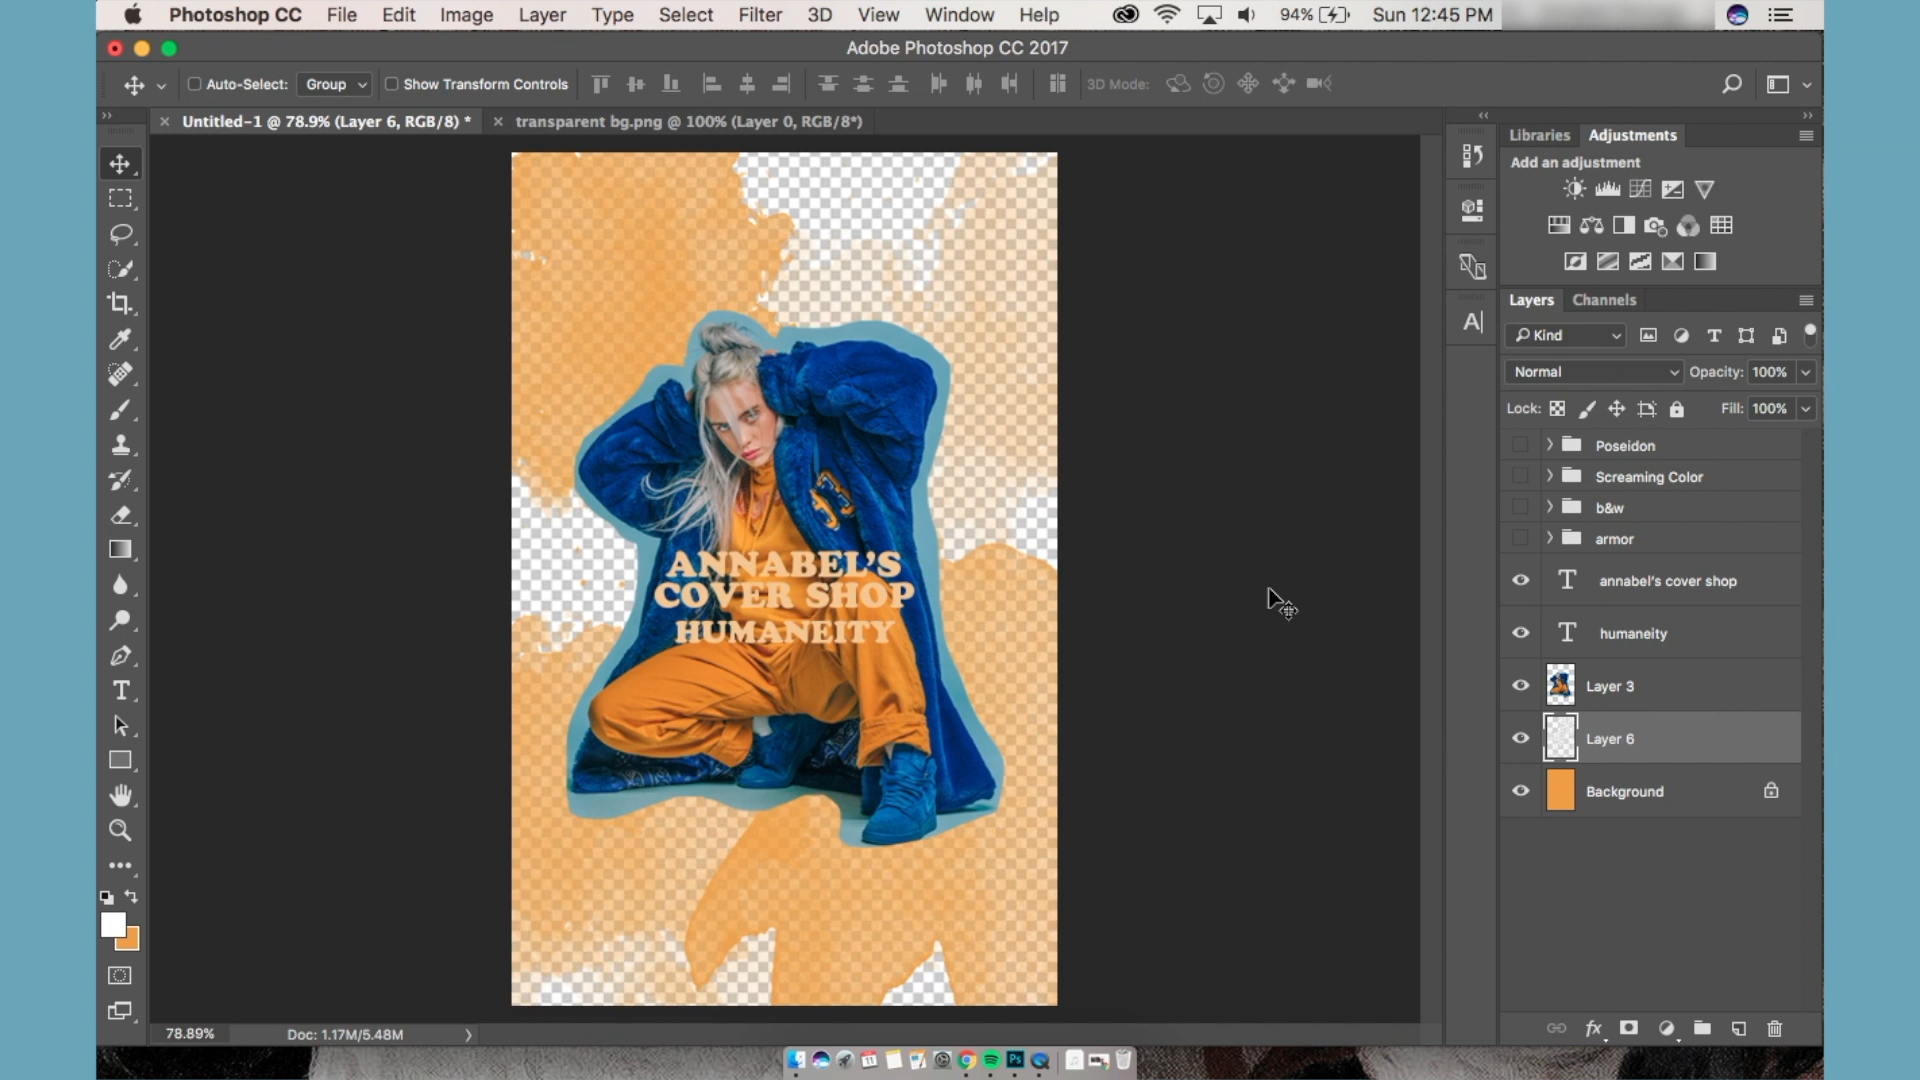 Photoshop CC File Edit Image Layer Type Select Filter 3D View Window Help 94% Sun 12:45 PM
Adobe Photoshop CC 2017
Auto-Select: Group Show Transform Controls 3D Mode:
Untitled-1 @ 78.9% (Layer 6, RGB/8) * transparent bg.png @ 100% (Layer 0, RGB/8*)
Libraries Adjustments
Add an adjustment
Layers Channels
Kind
Normal Opacity: 100%
Lock: Fill: 100%
Poseidon
Screaming Color
b&w
armor
annabel's cover shop
humaneity
Layer 3
Layer 6
Background
ANNABEL'S
COVER SHOP
HUMANEITY
78.89% Doc: 1.17M/5.48M